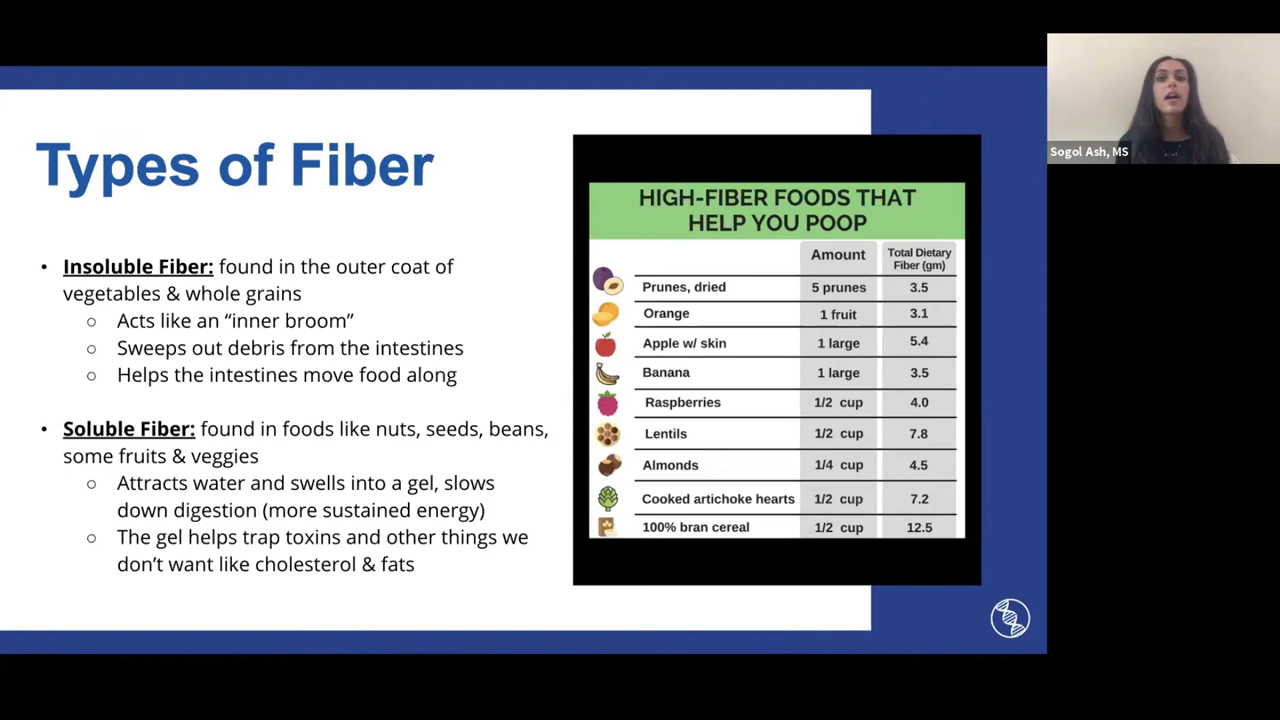 Types of Fiber
• Insoluble Fiber: found in the outer coat of
vegetables & whole grains
○ Acts like an “inner broom”
○ Sweeps out debris from the intestines
○ Helps the intestines move food along
• Soluble Fiber: found in foods like nuts, seeds, beans,
some fruits & veggies
○ Attracts water and swells into a gel, slows
down digestion (more sustained energy)
○ The gel helps trap toxins and other things we
don’t want like cholesterol & fats
HIGH-FIBER FOODS THAT
HELP YOU POOP
Amount Total Dietary
Fiber (gm)
Prunes, dried 5 prunes 3.5
Orange 1 fruit 3.1
Apple w/ skin 1 large 5.4
Banana 1 large 3.5
Raspberries 1/2 cup 4.0
Lentils 1/2 cup 7.8
Almonds 1/4 cup 4.5
Cooked artichoke hearts 1/2 cup 7.2
100% bran cereal 1/2 cup 12.5
Sogol Ash, MS